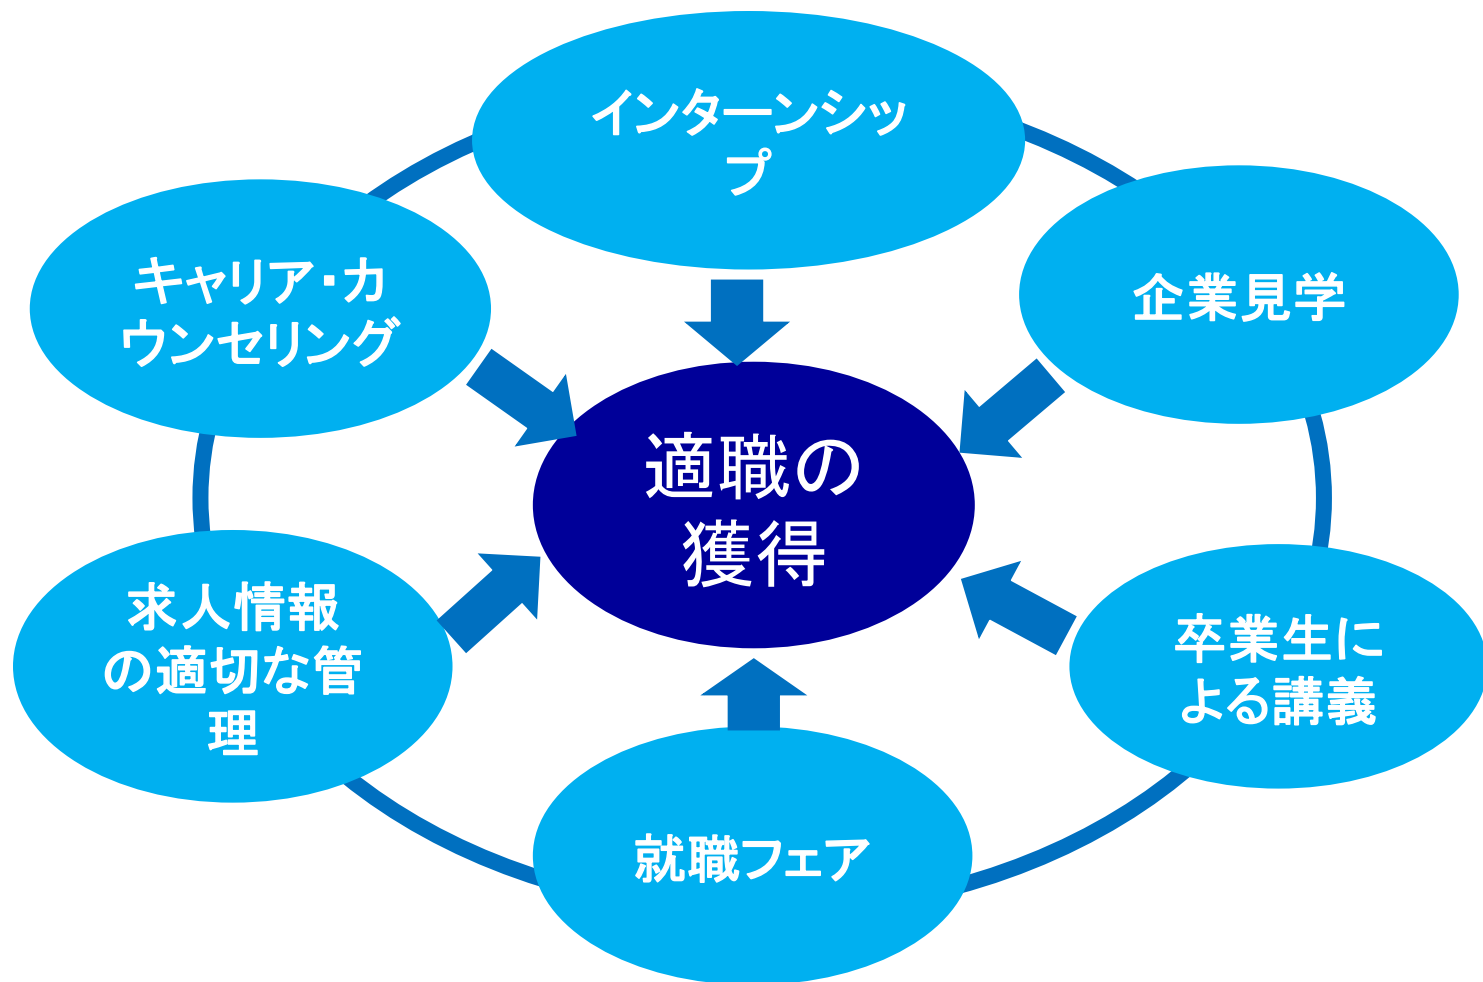 インターンシッ
プ
キャリア・カ
ウンセリング
企業見学
適職の
獲得
求人情報
の適切な管
理
卒業生に
よる講義
就職フェア